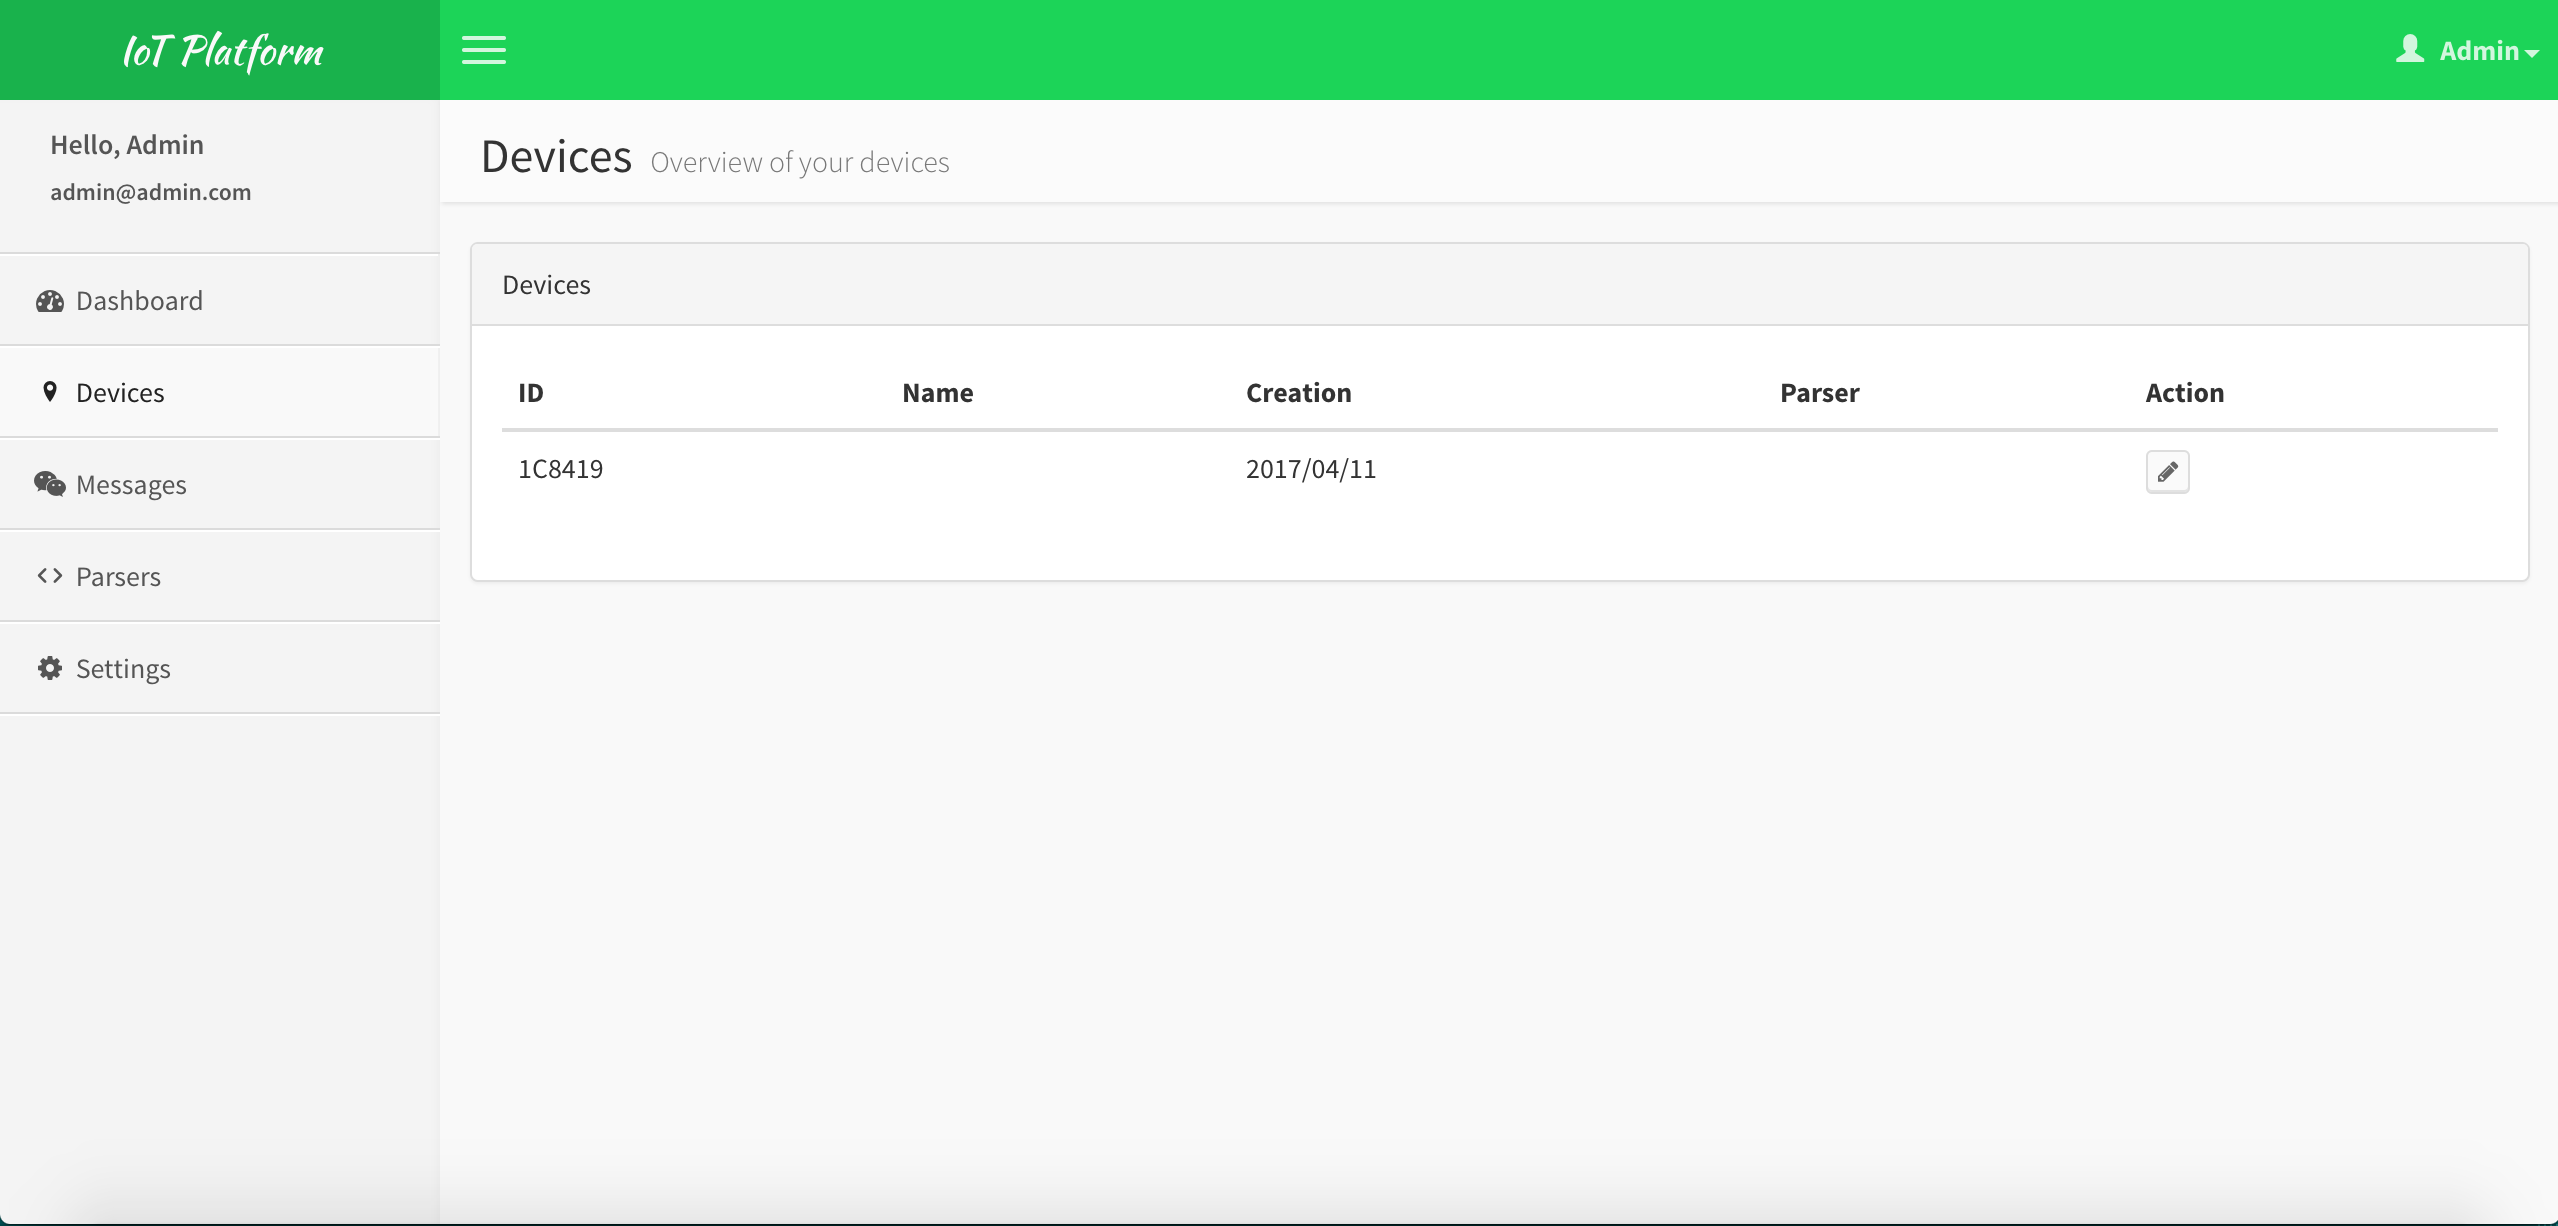 IoT Platform
Admin
Hello, Admin
admin@admin.com
Dashboard
Devices
Messages
Parsers
Settings
Devices Overview of your devices
Devices
ID Name Creation Parser Action
1C8419 2017/04/11